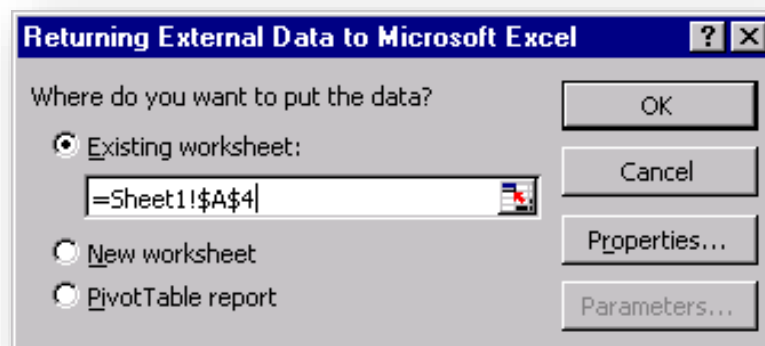 Returning External Data to Microsoft Excel ? X
Where do you want to put the data?
Existing worksheet:
=Sheet1!$A$4
New worksheet
PivotTable report
OK
Cancel
Properties...
Parameters...